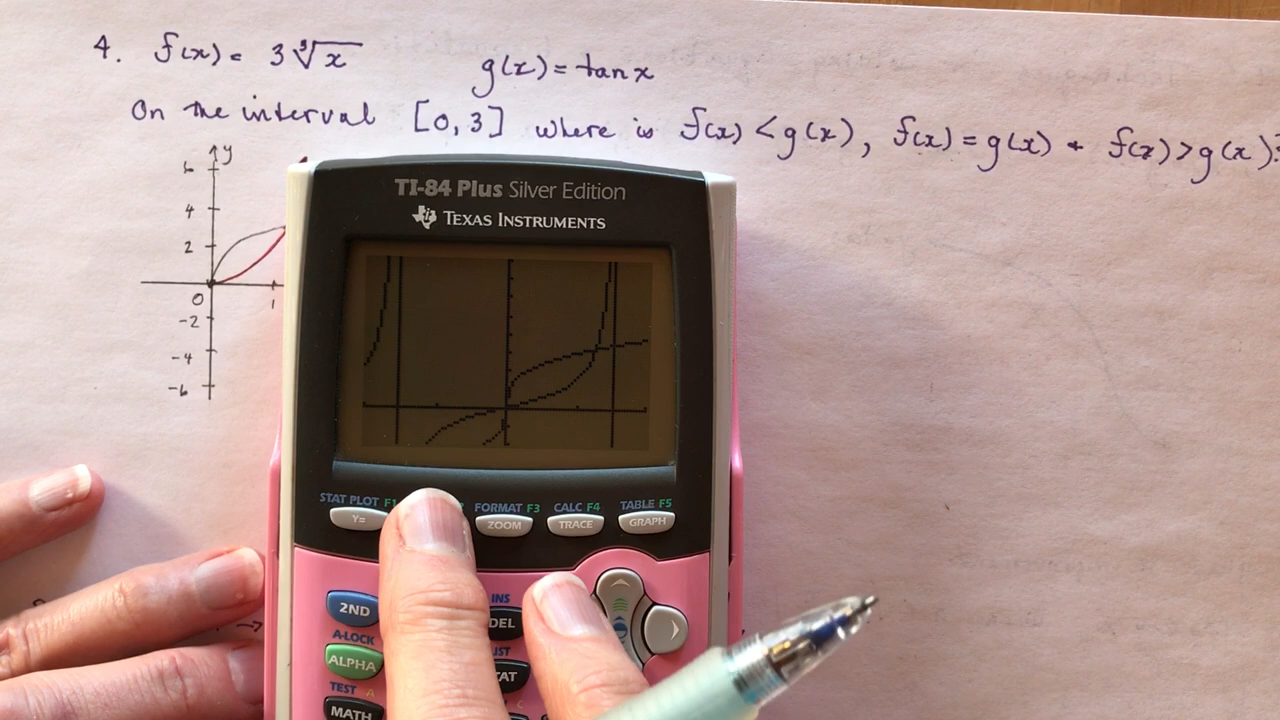 4. f(x) = 3∛x g(x) = tan x
On the interval [0,3] where is f(x) < g(x), f(x) = g(x) + f(x) > g(x)?
y
6
4
2
0
1
-2
-4
-6
TI-84 Plus Silver Edition
TEXAS INSTRUMENTS
STAT PLOT F1 FORMAT F3 CALC F4 TABLE F5
Y= ZOOM TRACE GRAPH
2ND INS
DEL
A-LOCK
ALPHA
TEST A
MATH